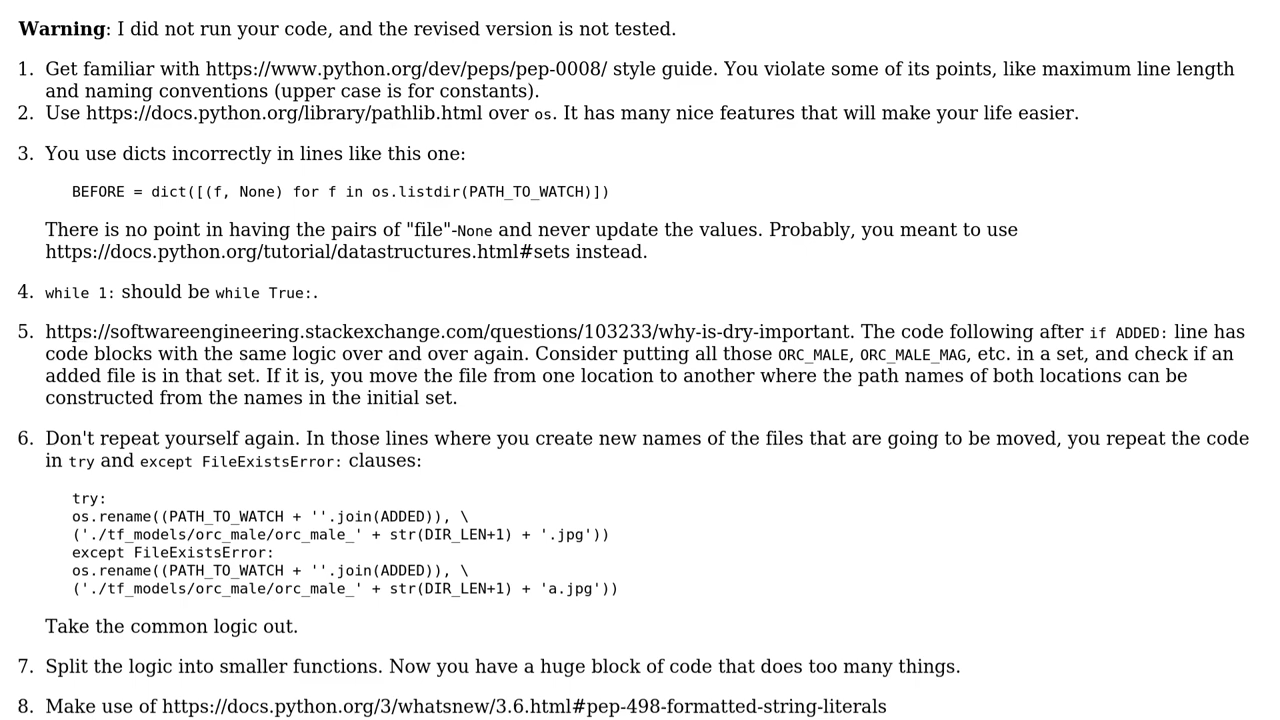 Warning: I did not run your code, and the revised version is not tested.
1. Get familiar with https://www.python.org/dev/peps/pep-0008/ style guide. You violate some of its points, like maximum line length
and naming conventions (upper case is for constants).
2. Use https://docs.python.org/library/pathlib.html over os. It has many nice features that will make your life easier.
3. You use dicts incorrectly in lines like this one:
BEFORE = dict([(f, None) for f in os.listdir(PATH_TO_WATCH)])
There is no point in having the pairs of "file"-None and never update the values. Probably, you meant to use
https://docs.python.org/tutorial/datastructures.html#sets instead.
4. while 1: should be while True:.
5. https://softwareengineering.stackexchange.com/questions/103233/why-is-dry-important. The code following after if ADDED: line has
code blocks with the same logic over and over again. Consider putting all those ORC_MALE, ORC_MALE_MAG, etc. in a set, and check if an
added file is in that set. If it is, you move the file from one location to another where the path names of both locations can be
constructed from the names in the initial set.
6. Don't repeat yourself again. In those lines where you create new names of the files that are going to be moved, you repeat the code
in try and except FileExistsError: clauses:
try:
os.rename((PATH_TO_WATCH + ''.join(ADDED)), \
('./tf_models/orc_male/orc_male_' + str(DIR_LEN+1) + '.jpg'))
except FileExistsError:
os.rename((PATH_TO_WATCH + ''.join(ADDED)), \
('./tf_models/orc_male/orc_male_' + str(DIR_LEN+1) + 'a.jpg'))
Take the common logic out.
7. Split the logic into smaller functions. Now you have a huge block of code that does too many things.
8. Make use of https://docs.python.org/3/whatsnew/3.6.html#pep-498-formatted-string-literals